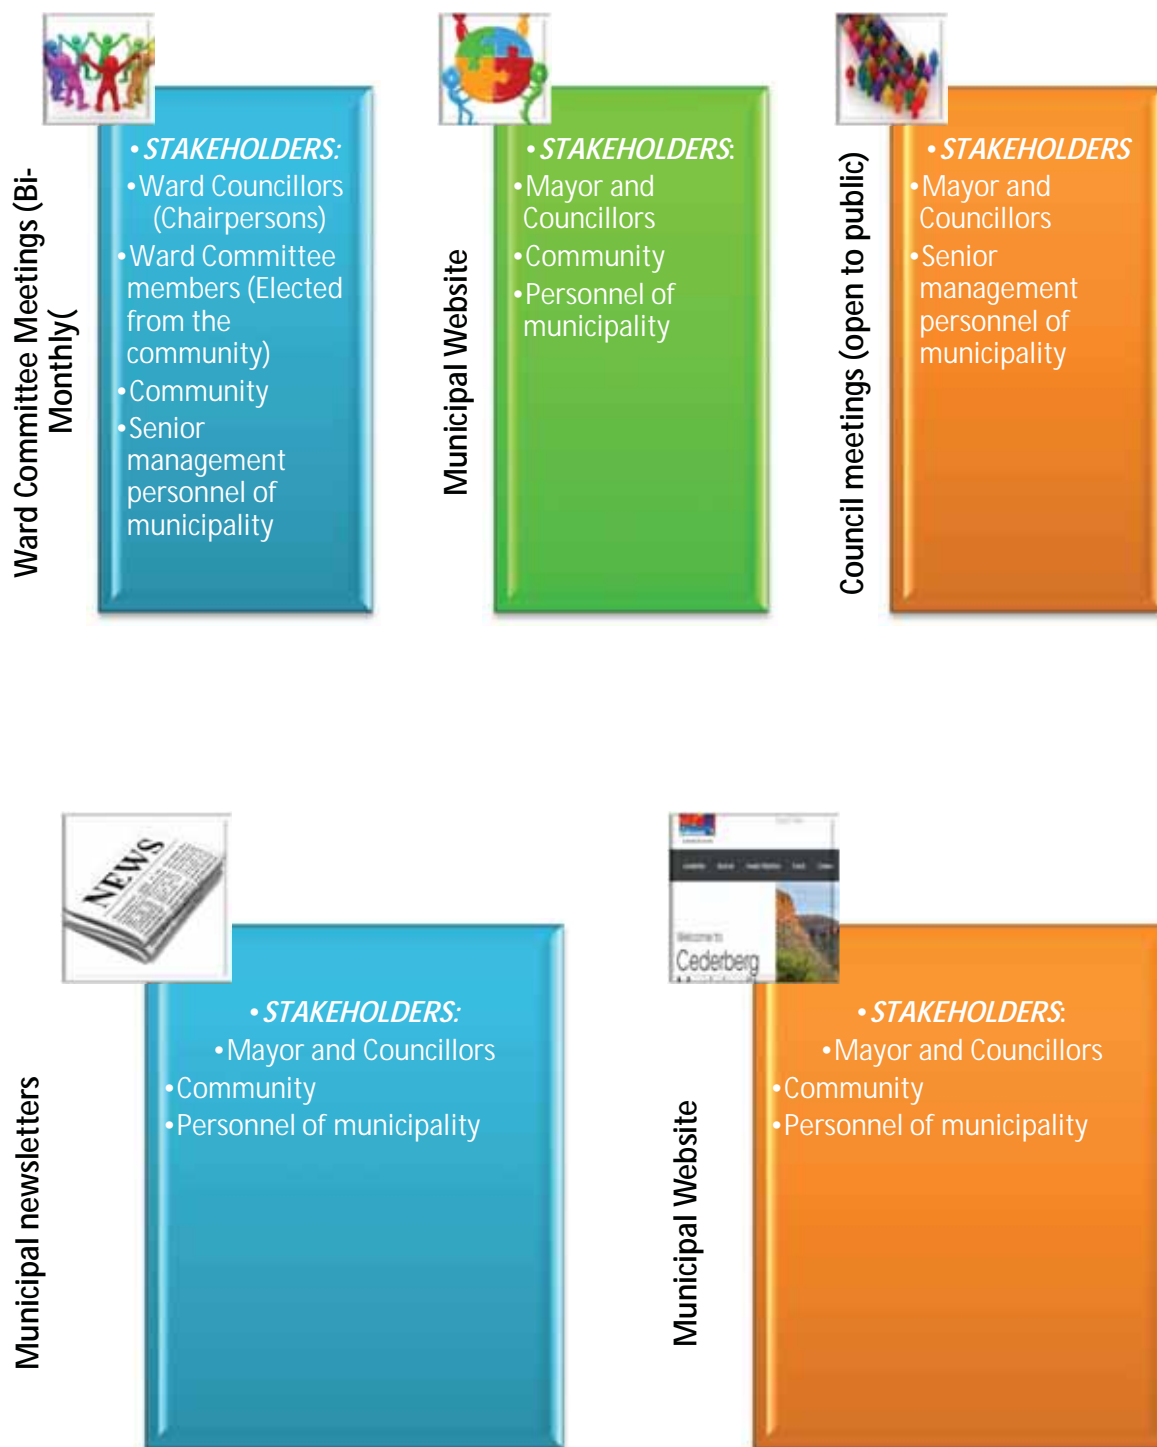 Ward Committee Meetings (Bi-
Monthly(
• STAKEHOLDERS:
• Ward Councillors
(Chairpersons)
• Ward Committee
members (Elected
from the
community)
• Community
• Senior
management
personnel of
municipality
Municipal Website
• STAKEHOLDERS:
• Mayor and
Councillors
• Community
• Personnel of
municipality
Council meetings (open to public)
• STAKEHOLDERS
• Mayor and
Councillors
• Senior
management
personnel of
municipality
Municipal newsletters
NEWS
• STAKEHOLDERS:
• Mayor and Councillors
• Community
• Personnel of municipality
Municipal Website
Welcome to
Cederberg
• STAKEHOLDERS:
• Mayor and Councillors
• Community
• Personnel of municipality